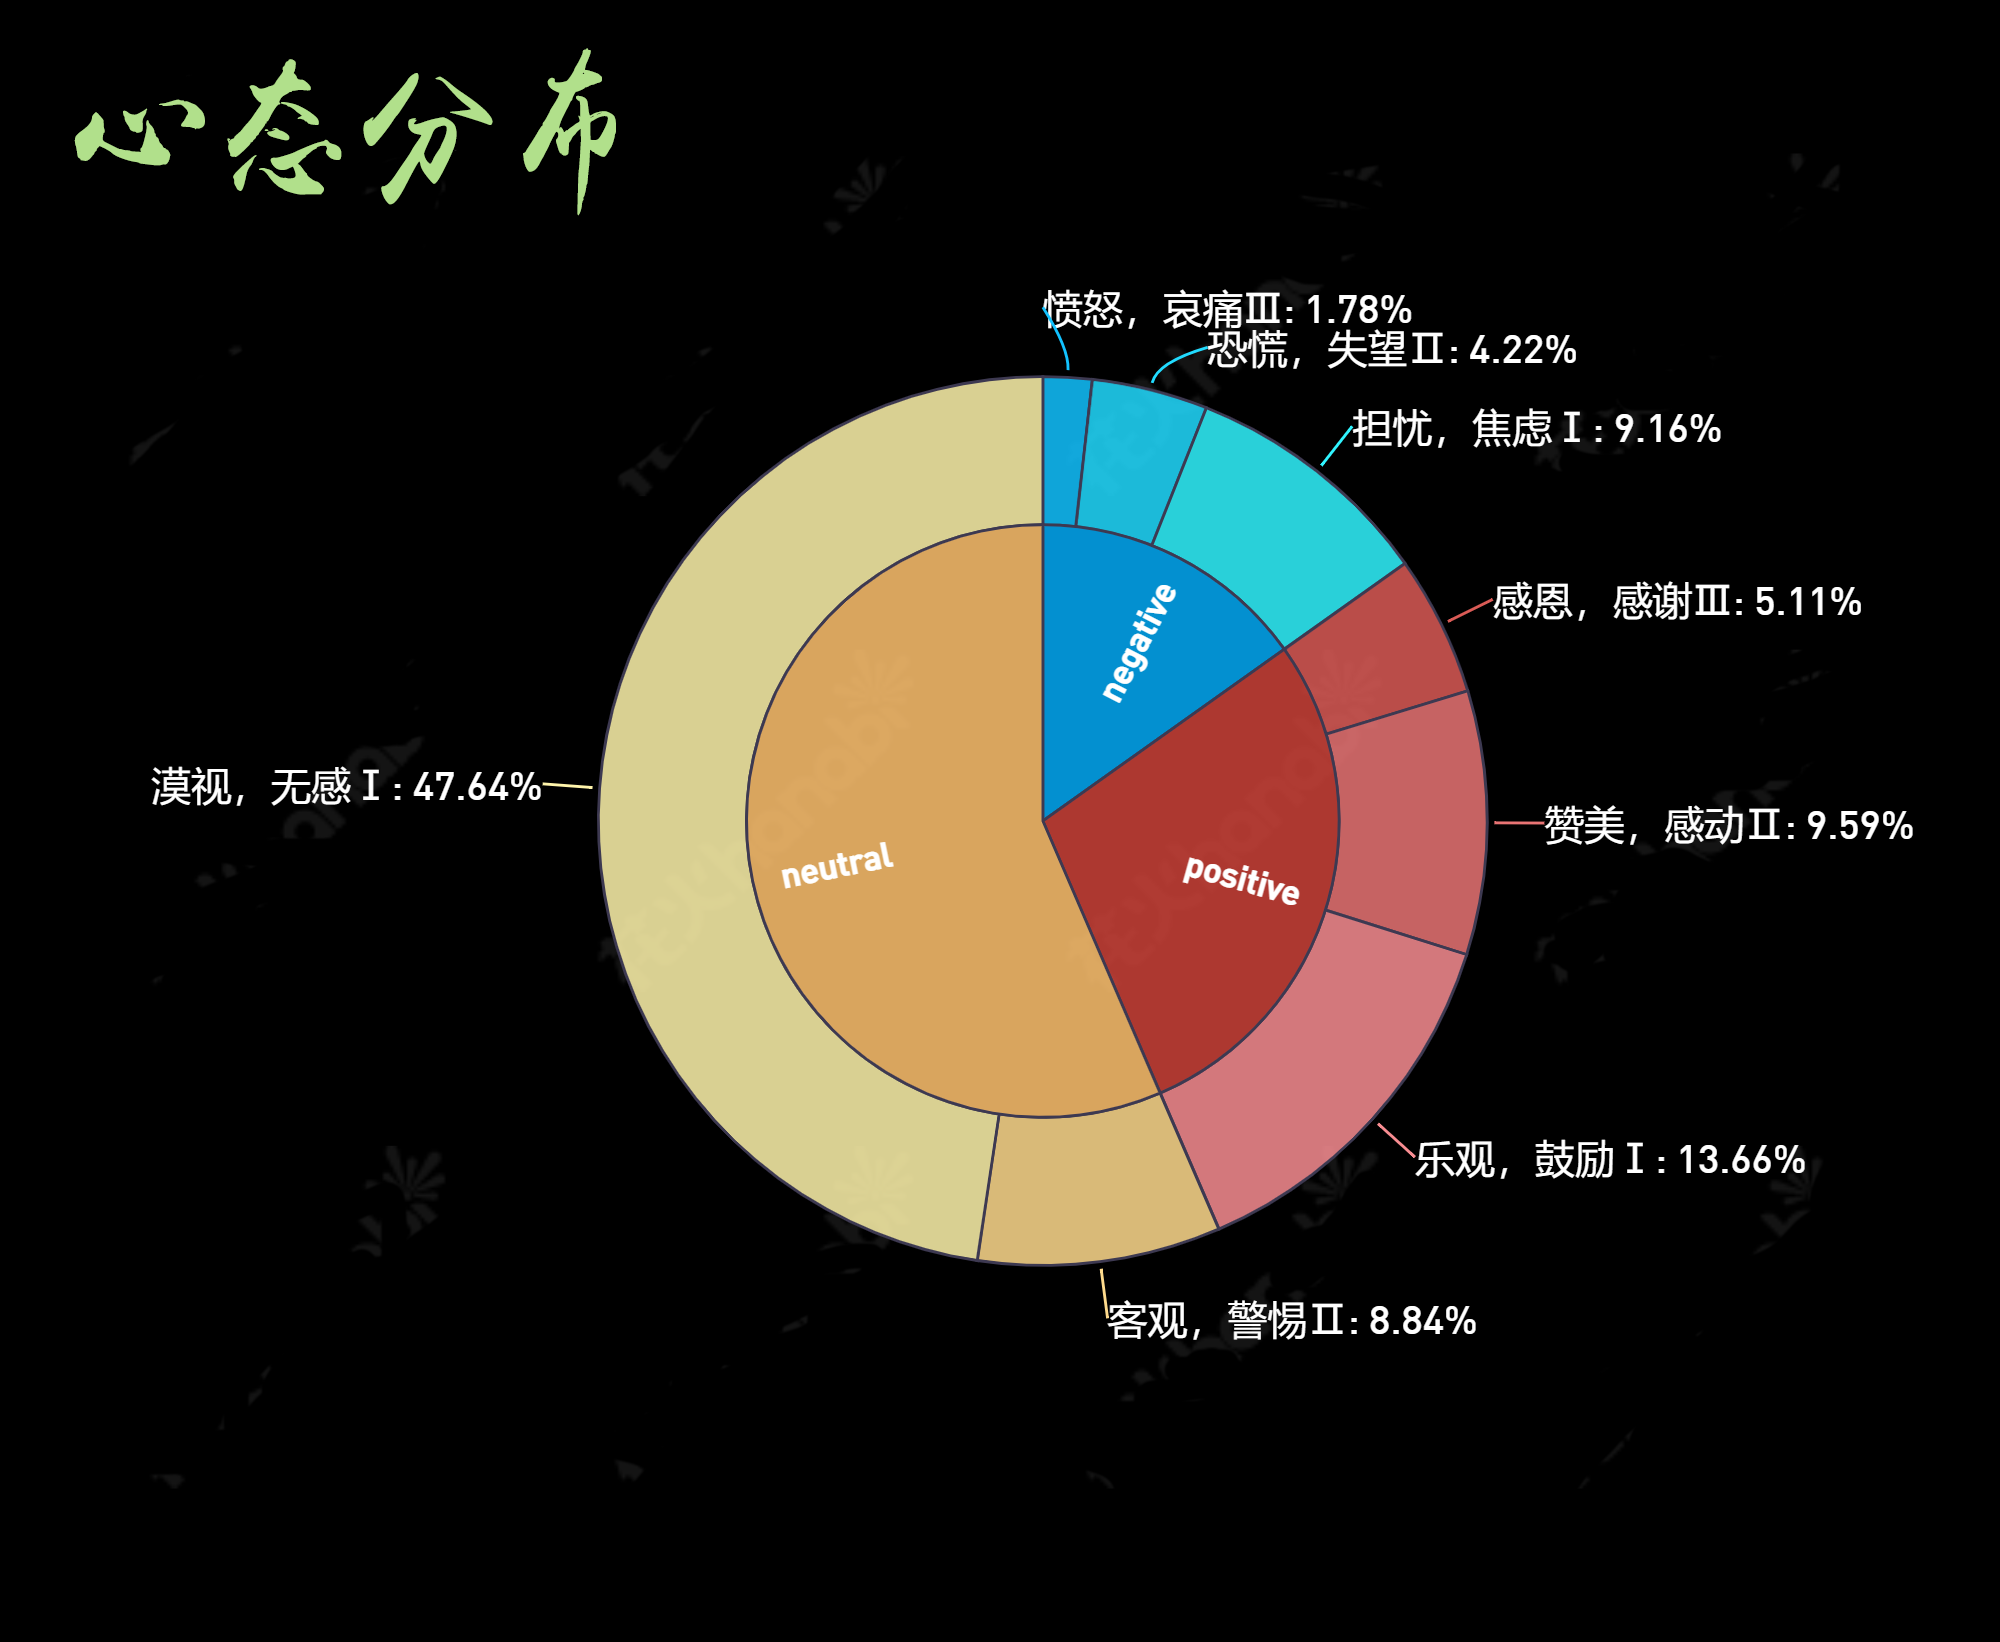 心态分布
愤怒，哀痛Ⅲ: 1.78%
恐慌，失望Ⅱ: 4.22%
担忧，焦虑Ⅰ: 9.16%
negative
感恩，感谢Ⅲ: 5.11%
漠视，无感Ⅰ: 47.64%
赞美，感动Ⅱ: 9.59%
neutral
positive
乐观，鼓励Ⅰ: 13.66%
客观，警惕Ⅱ: 8.84%